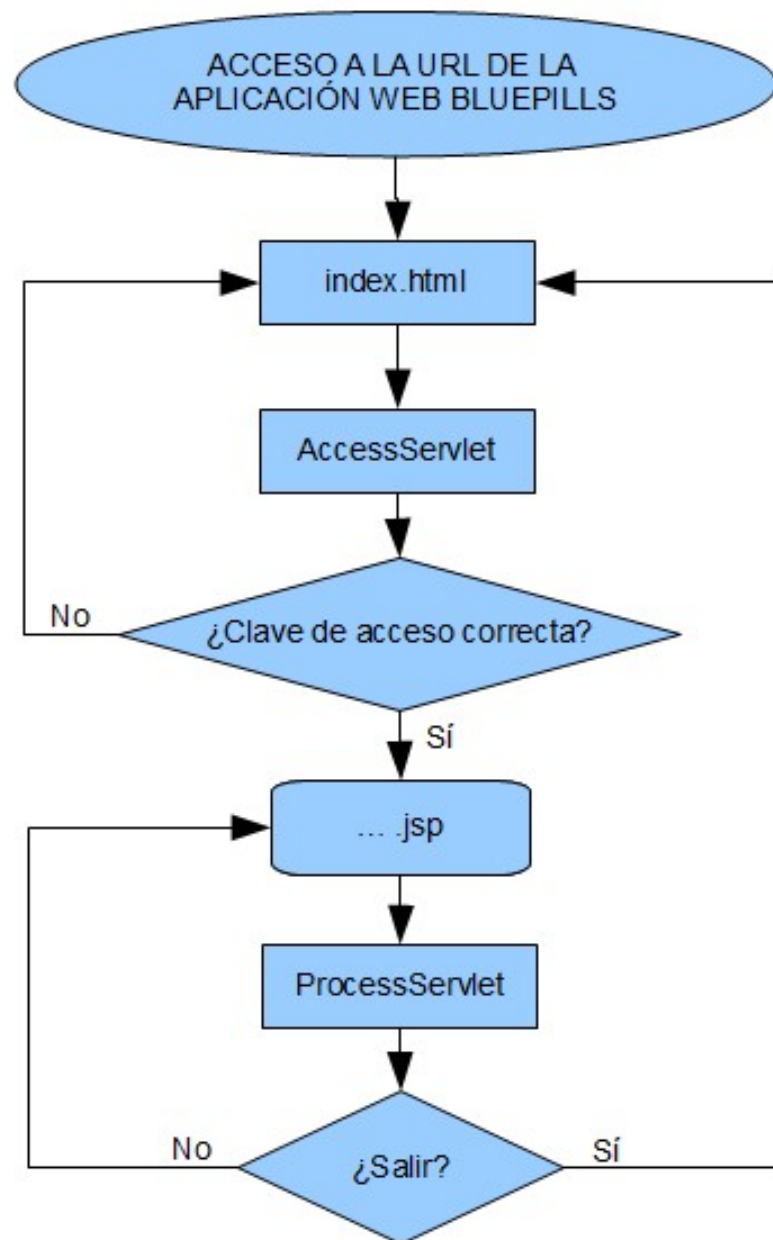 ACCESO A LA URL DE LA
APLICACIÓN WEB BLUEPILLS
index.html
AccessServlet
¿Clave de acceso correcta?
No
Sí
... .jsp
ProcessServlet
¿Salir?
No
Sí